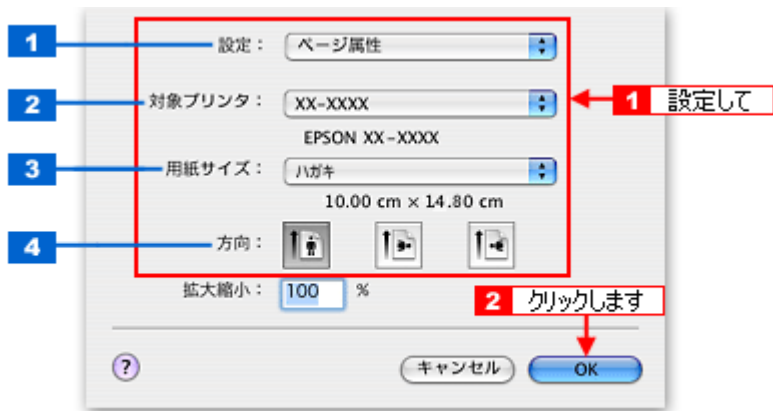 1 設定： ページ属性
2 対象プリンタ： XX-XXXX 1 設定して
EPSON XX-XXXX
3 用紙サイズ： ハガキ
10.00 cm × 14.80 cm
4 方向：
拡大縮小： 100 %
2 クリックします
? キャンセル OK